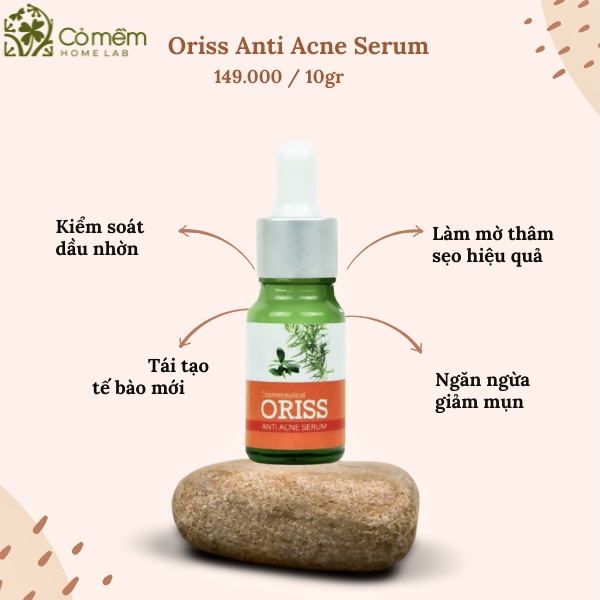 Cỏ mềm
HOME LAB
Oriss Anti Acne Serum
149.000 / 10gr
Kiểm soát
dầu nhờn
Làm mờ thâm
sẹo hiệu quả
Tái tạo
tế bào mới
Ngăn ngừa
giảm mụn
Cosmeceutical
ORISS
ANTI ACNE SERUM